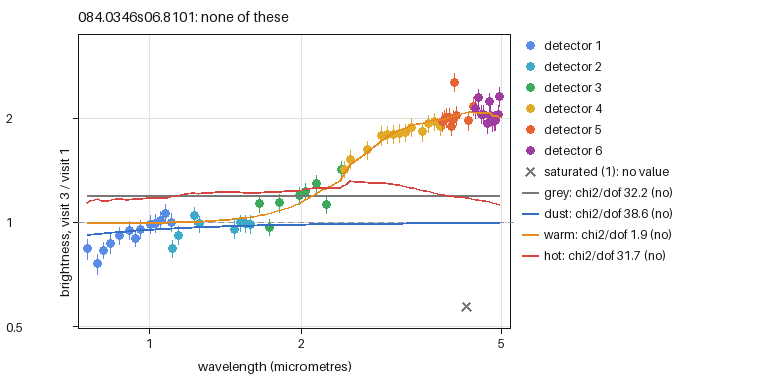 084.0346s06.8101: none of these
brightness, visit 3 / visit 1
2
1
0.5
1
2
5
wavelength (micrometres)
detector 1
detector 2
detector 3
detector 4
detector 5
detector 6
saturated (1): no value
grey: chi2/dof 32.2 (no)
dust: chi2/dof 38.6 (no)
warm: chi2/dof 1.9 (no)
hot: chi2/dof 31.7 (no)